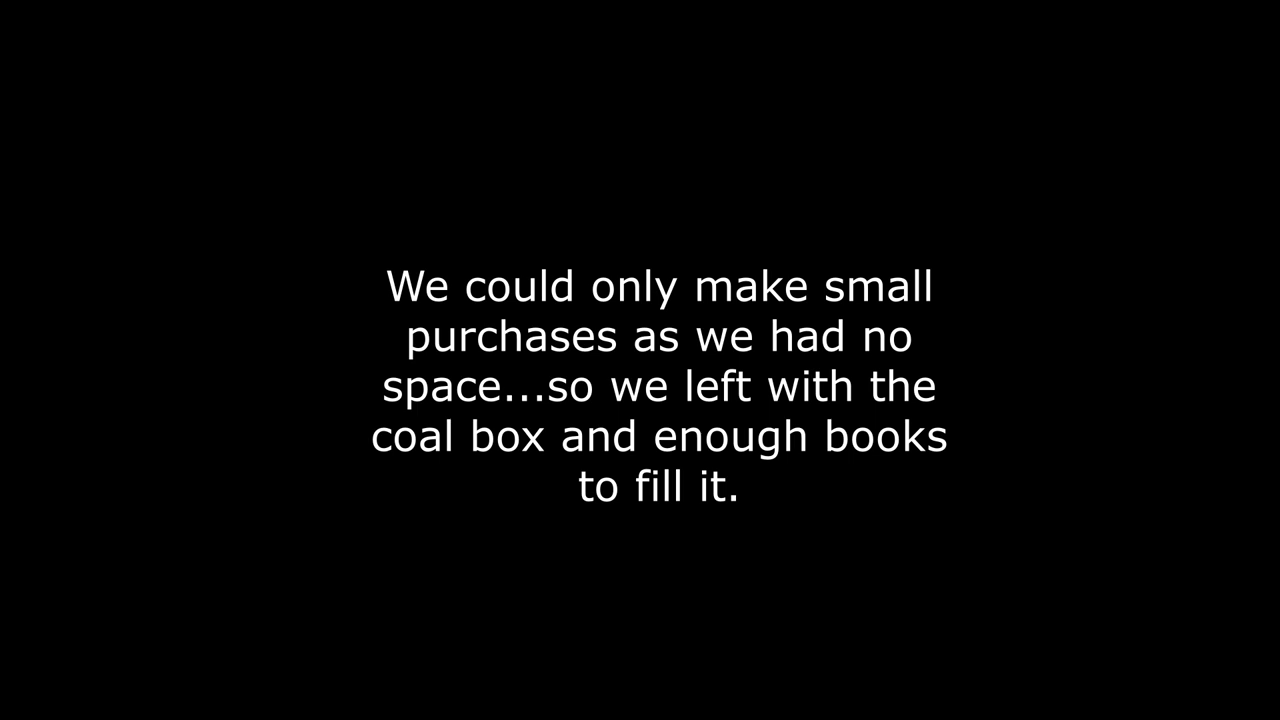 We could only make small
purchases as we had no
space...so we left with the
coal box and enough books
to fill it.